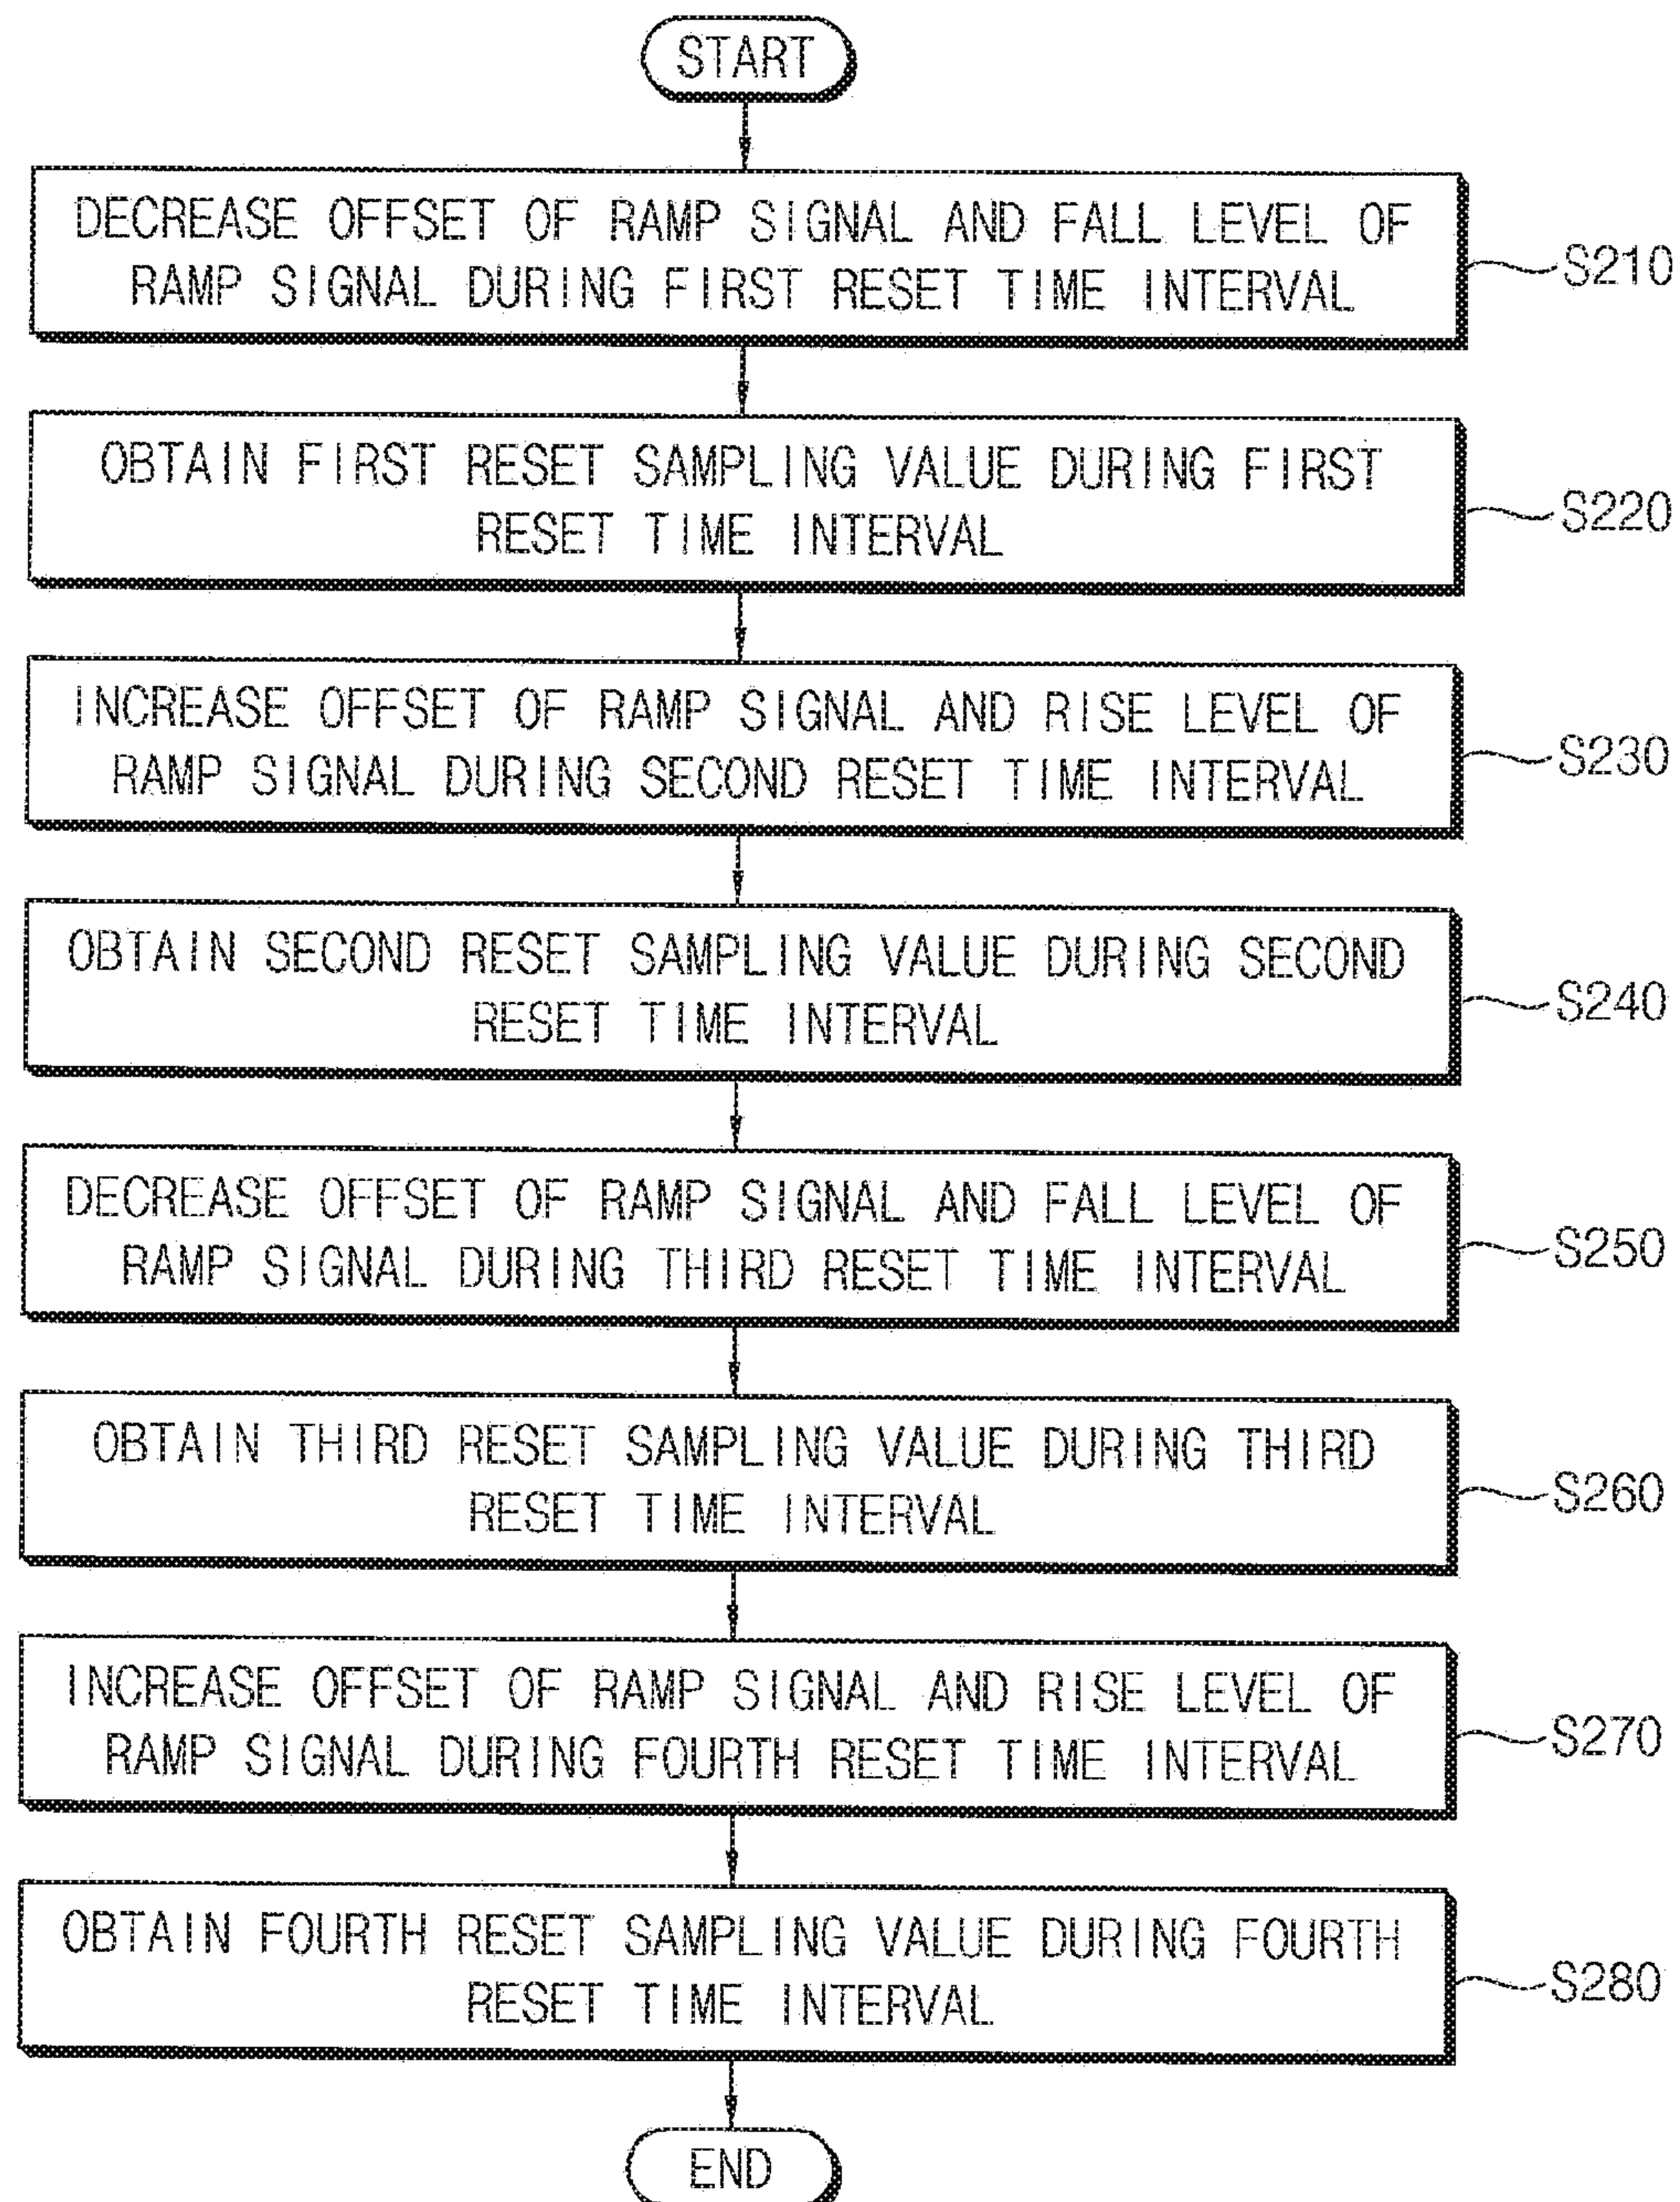 START
DECREASE OFFSET OF RAMP SIGNAL AND FALL LEVEL OF
RAMP SIGNAL DURING FIRST RESET TIME INTERVAL
S210
OBTAIN FIRST RESET SAMPLING VALUE DURING FIRST
RESET TIME INTERVAL
S220
INCREASE OFFSET OF RAMP SIGNAL AND RISE LEVEL OF
RAMP SIGNAL DURING SECOND RESET TIME INTERVAL
S230
OBTAIN SECOND RESET SAMPLING VALUE DURING SECOND
RESET TIME INTERVAL
S240
DECREASE OFFSET OF RAMP SIGNAL AND FALL LEVEL OF
RAMP SIGNAL DURING THIRD RESET TIME INTERVAL
S250
OBTAIN THIRD RESET SAMPLING VALUE DURING THIRD
RESET TIME INTERVAL
S260
INCREASE OFFSET OF RAMP SIGNAL AND RISE LEVEL OF
RAMP SIGNAL DURING FOURTH RESET TIME INTERVAL
S270
OBTAIN FOURTH RESET SAMPLING VALUE DURING FOURTH
RESET TIME INTERVAL
S280
END